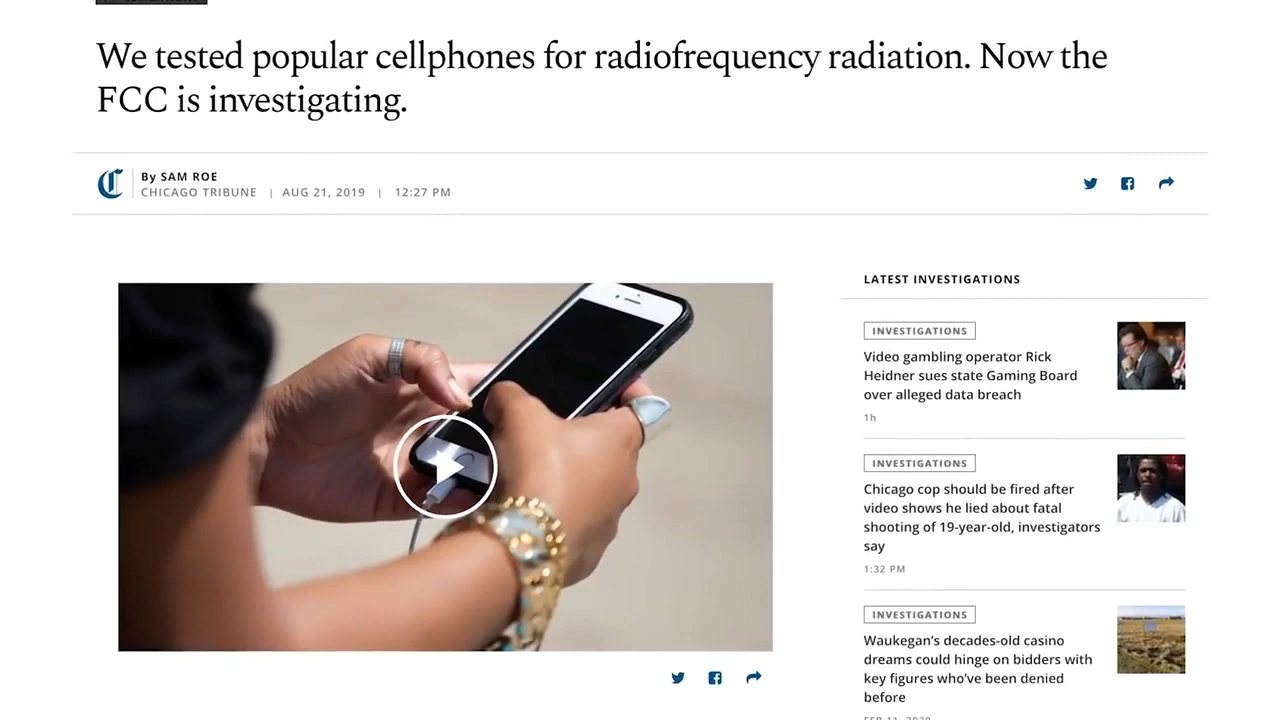 We tested popular cellphones for radiofrequency radiation. Now the
FCC is investigating.
By SAM ROE
CHICAGO TRIBUNE | AUG 21, 2019 | 12:27 PM
LATEST INVESTIGATIONS
INVESTIGATIONS
Video gambling operator Rick
Heidner sues state Gaming Board
over alleged data breach
1h
INVESTIGATIONS
Chicago cop should be fired after
video shows he lied about fatal
shooting of 19-year-old, investigators
say
1:32 PM
INVESTIGATIONS
Waukegan's decades-old casino
dreams could hinge on bidders with
key figures who've been denied
before
FEB 11, 2020